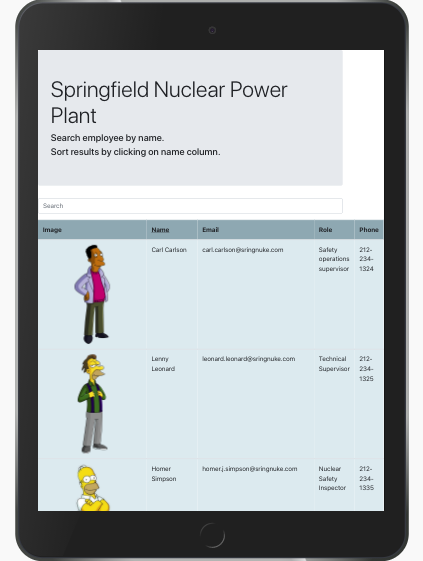 Springfield Nuclear Power
Plant
Search employee by name.
Sort results by clicking on name column.
Search
Image Name Email Role Phone
Carl Carlson carl.carlson@sringnuke.com Safety 212-
operations 234-
supervisor 1324
Lenny leonard.leonard@sringnuke.com Technical 212-
Leonard Supervisor 234-
1325
Homer homer.j.simpson@sringnuke.com Nuclear 212-
Simpson Safety 234-
Inspector 1335